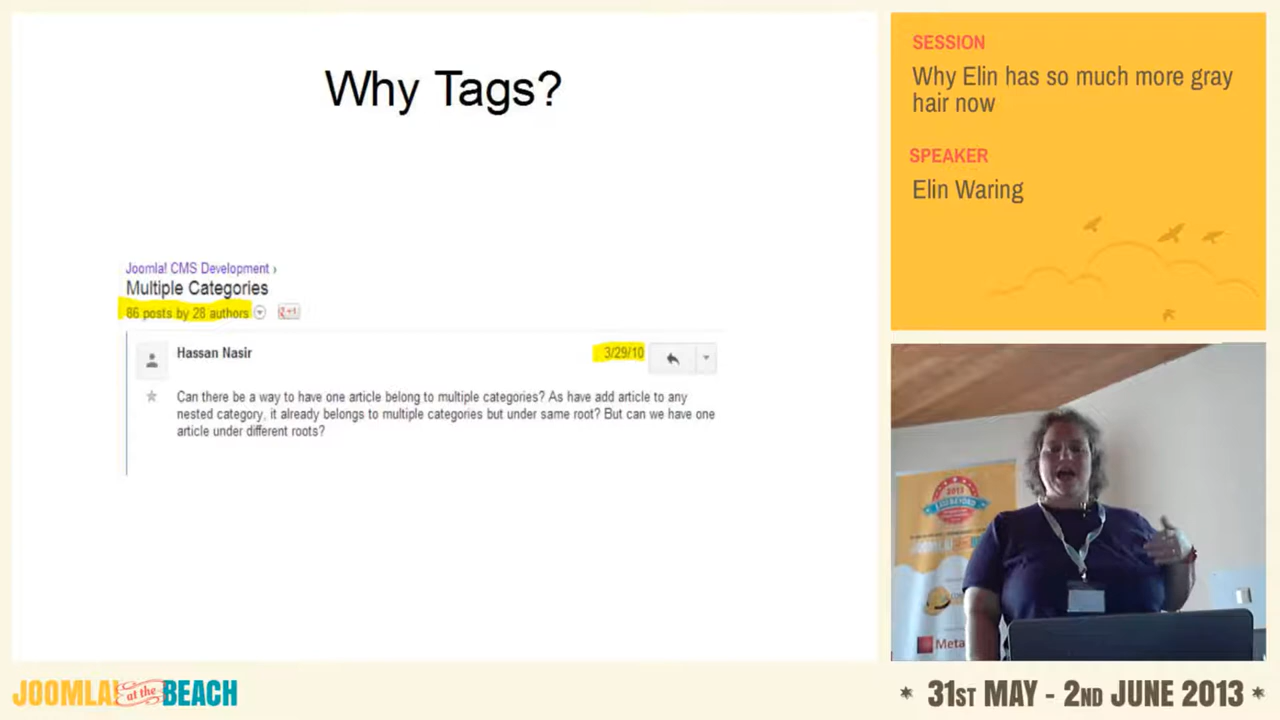 Why Tags?
Joomla! CMS Development ›
Multiple Categories
86 posts by 28 authors
Hassan Nasir
3/29/10
Can there be a way to have one article belong to multiple categories? As have add article to any
nested category, it already belongs to multiple categories but under same root? But can we have one
article under different roots?
SESSION
Why Elin has so much more gray
hair now
SPEAKER
Elin Waring
2013
J AND BEYOND
Meta
JOOMLA! at the BEACH
* 31ST MAY - 2ND JUNE 2013 *